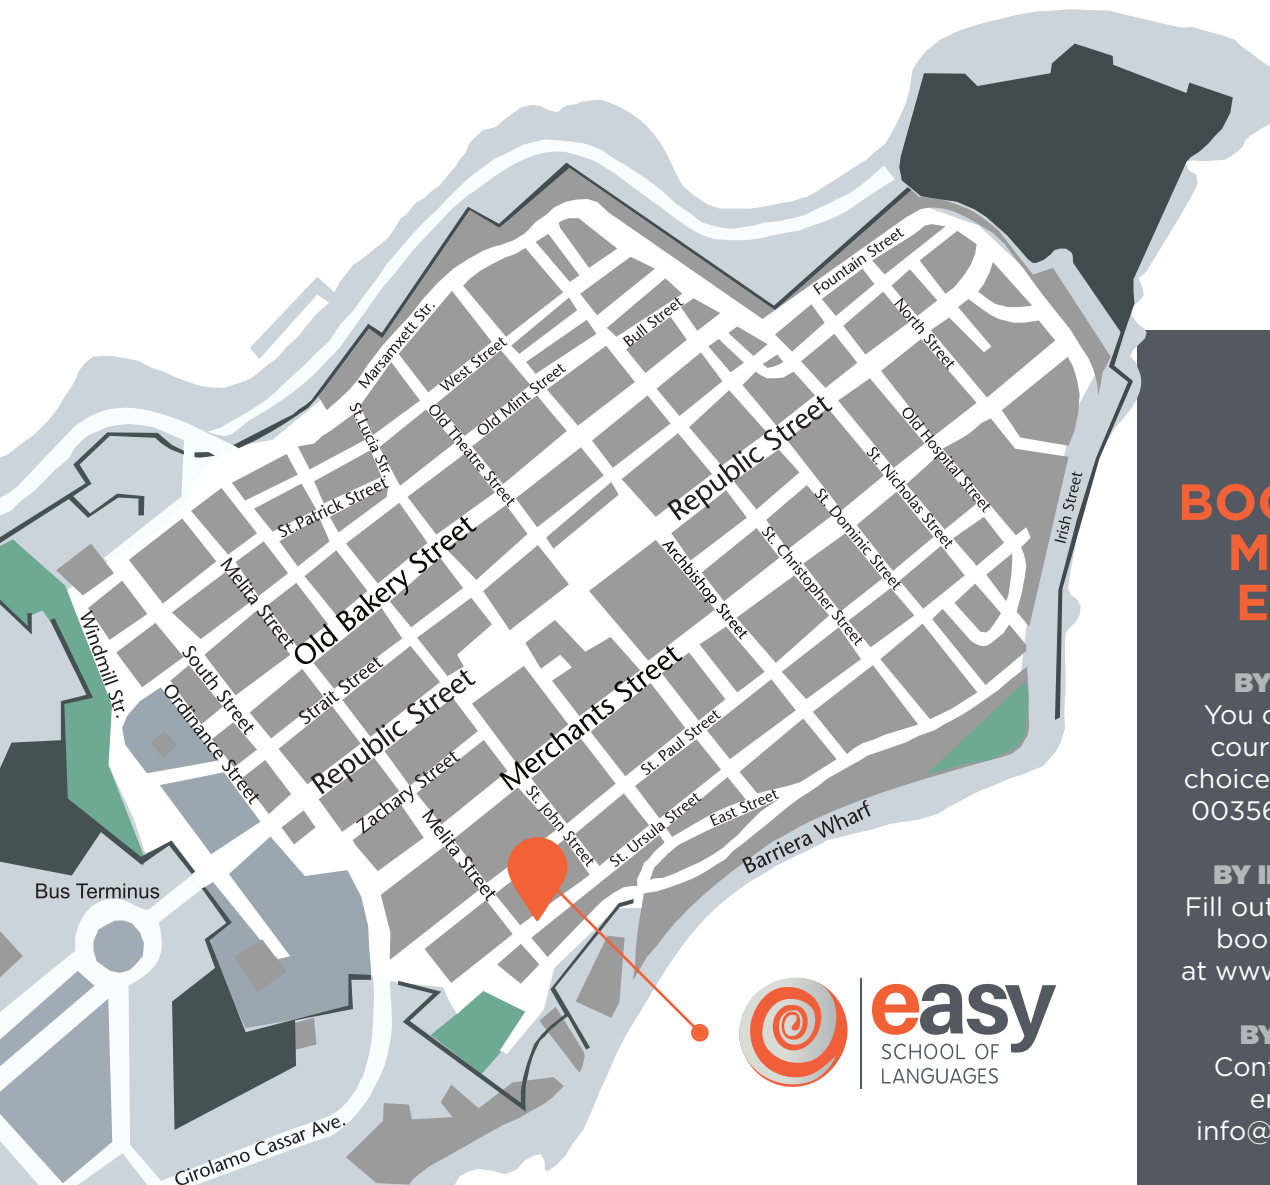 Fountain Street
North Street
Bull Street
Marsamxett Str.
West Street
Old Mint Street
St.Lucia Str.
Old Theatre Street
St.Patrick Street
Republic Street
Old Hospital Street
St. Nicholas Street
St. Dominic Street
St. Christopher Street
Archbishop Street
Irish Street
Old Bakery Street
Melita Street
Windmill Str.
South Street
Ordinance Street
Strait Street
Republic Street
Merchants Street
Zachary Street
St. Paul Street
St. John Street
Melita Street
St. Ursula Street
East Street
Barriera Wharf
Bus Terminus
Girolamo Cassar Ave.
easy
SCHOOL OF
LANGUAGES
BY
You
cour
choice
00356
BY
Fill out
boo
at www
BY
Con
info@